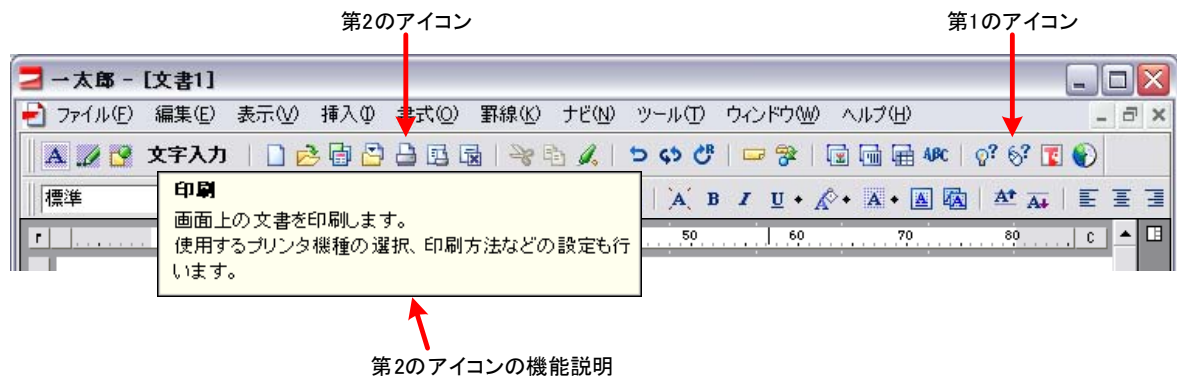 第2のアイコン 第1のアイコン
一太郎 - [文書1]
ファイル(F) 編集(E) 表示(V) 挿入(I) 書式(O) 罫線(K) ナビ(N) ツール(T) ウィンドウ(W) ヘルプ(H)
A 文字入力 R ABC ? ? T
標準 A B I U A A A A A
印刷
画面上の文書を印刷します。
使用するプリンタ機種の選択、印刷方法などの設定も行
います。
50 60 70 80 C
第2のアイコンの機能説明